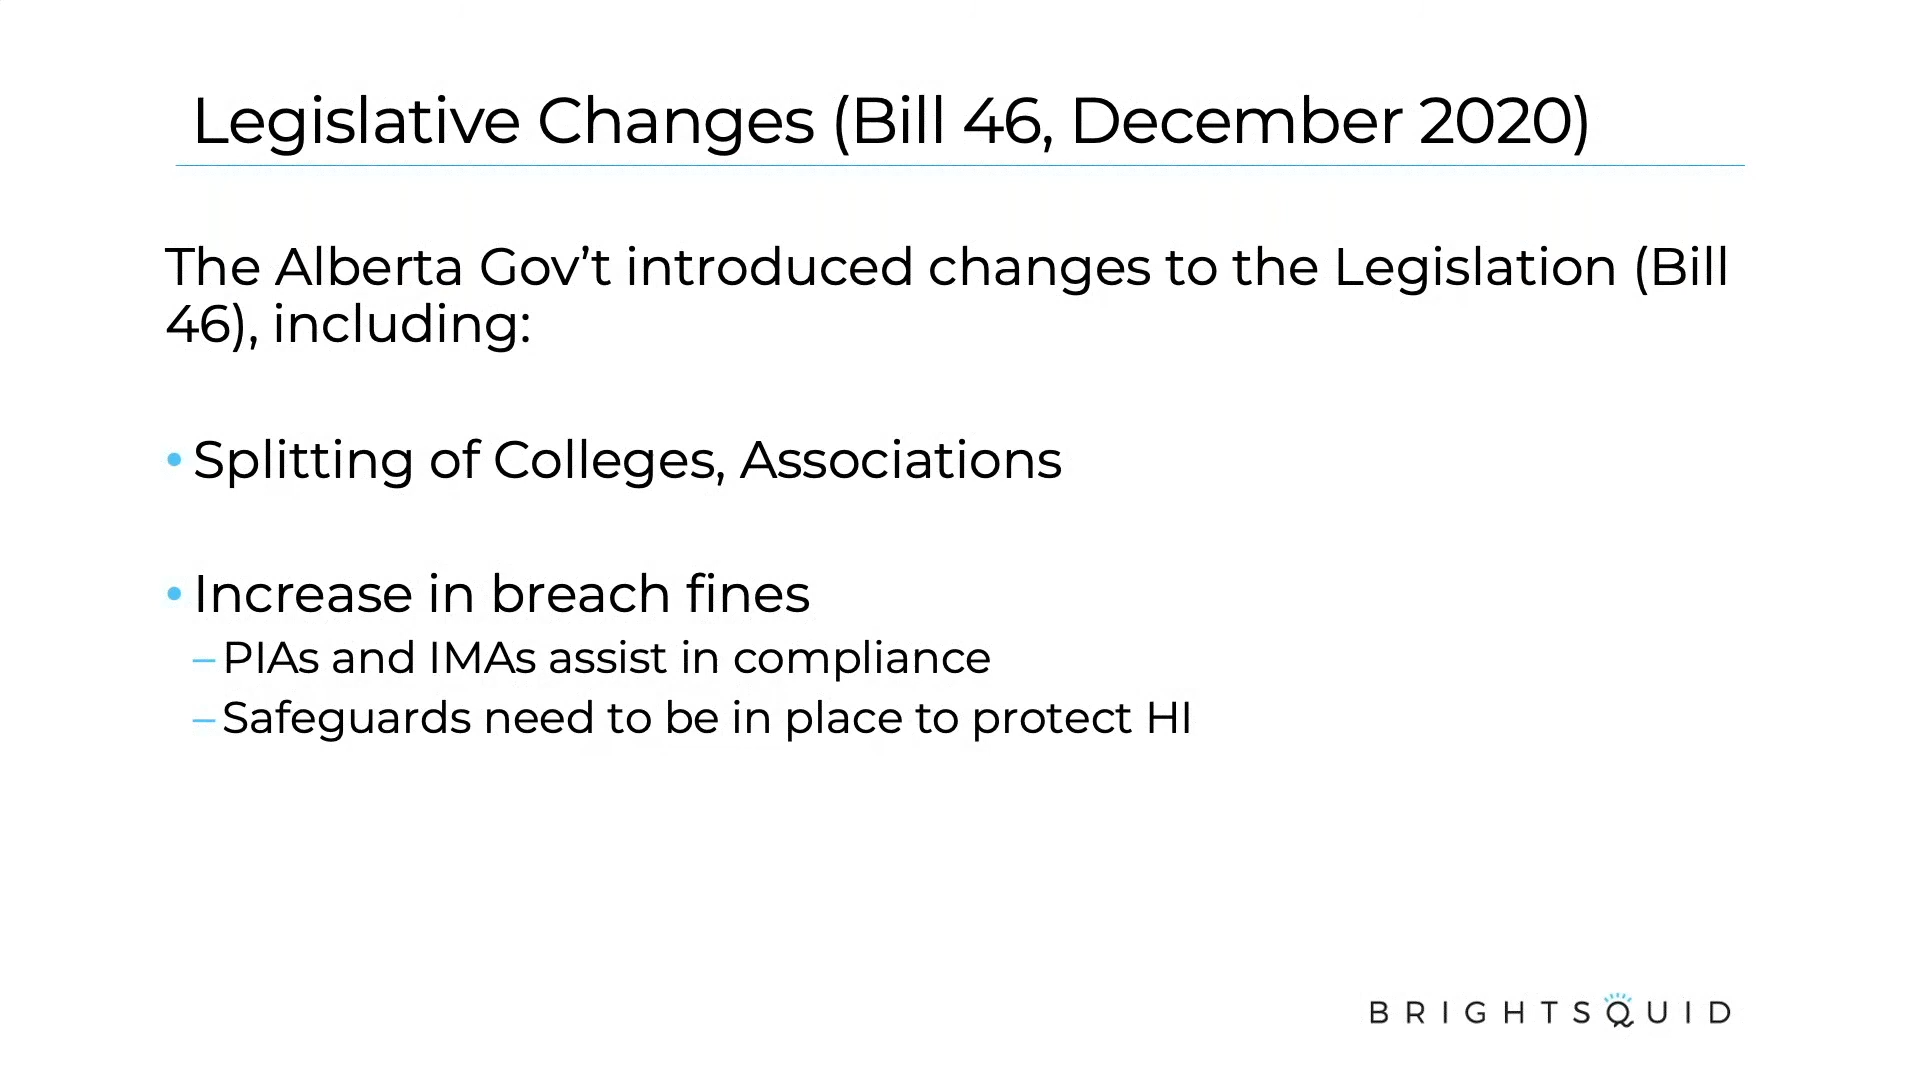 Legislative Changes (Bill 46, December 2020)
The Alberta Gov’t introduced changes to the Legislation (Bill
46), including:
• Splitting of Colleges, Associations
• Increase in breach fines
– PIAs and IMAs assist in compliance
– Safeguards need to be in place to protect HI
BRIGHTSQUID